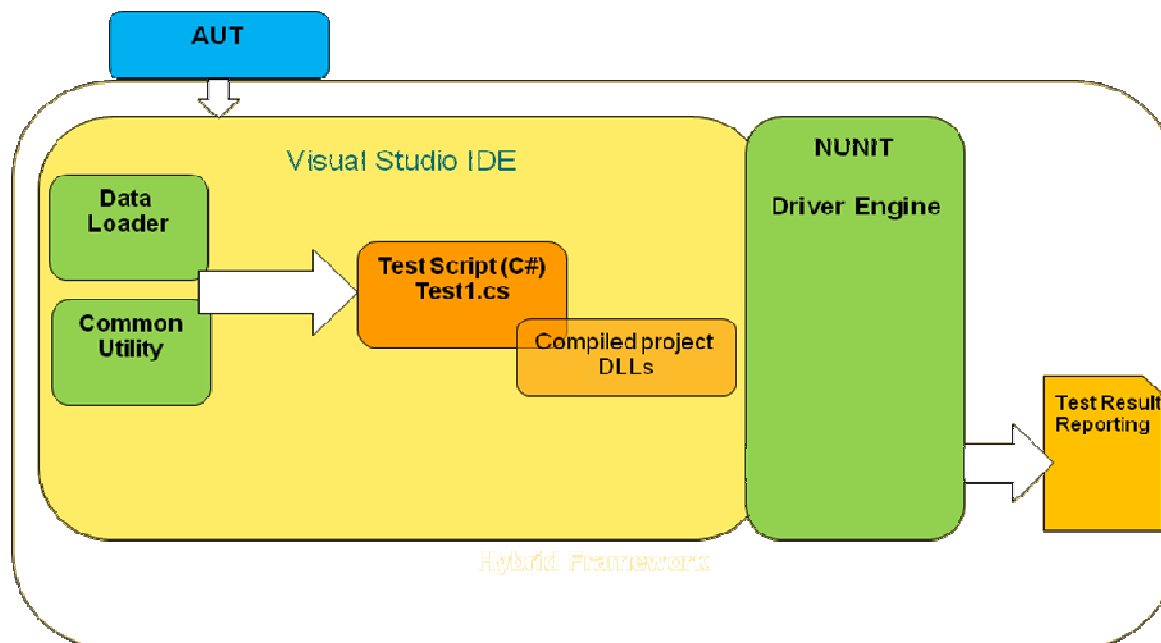 AUT
Visual Studio IDE
Data
Loader
Common
Utility
Test Script (C#)
Test1.cs
Compiled project
DLLs
NUNIT
Driver Engine
Test Result
Reporting
Hybrid Framework